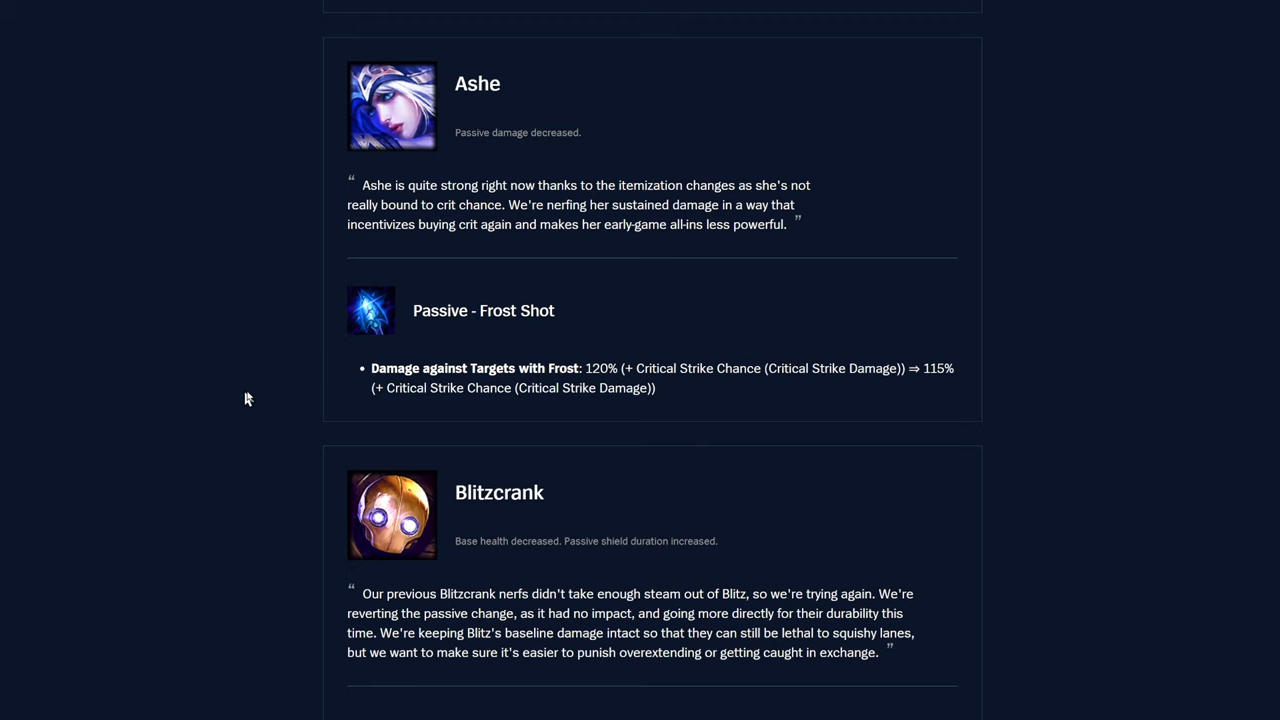 Ashe
Passive damage decreased.
“ Ashe is quite strong right now thanks to the itemization changes as she's not
really bound to crit chance. We're nerfing her sustained damage in a way that
incentivizes buying crit again and makes her early-game all-ins less powerful. ”
Passive - Frost Shot
• Damage against Targets with Frost: 120% (+ Critical Strike Chance (Critical Strike Damage)) ⇒ 115%
(+ Critical Strike Chance (Critical Strike Damage))
Blitzcrank
Base health decreased. Passive shield duration increased.
“ Our previous Blitzcrank nerfs didn't take enough steam out of Blitz, so we're trying again. We're
reverting the passive change, as it had no impact, and going more directly for their durability this
time. We're keeping Blitz's baseline damage intact so that they can still be lethal to squishy lanes,
but we want to make sure it's easier to punish overextending or getting caught in exchange. ”